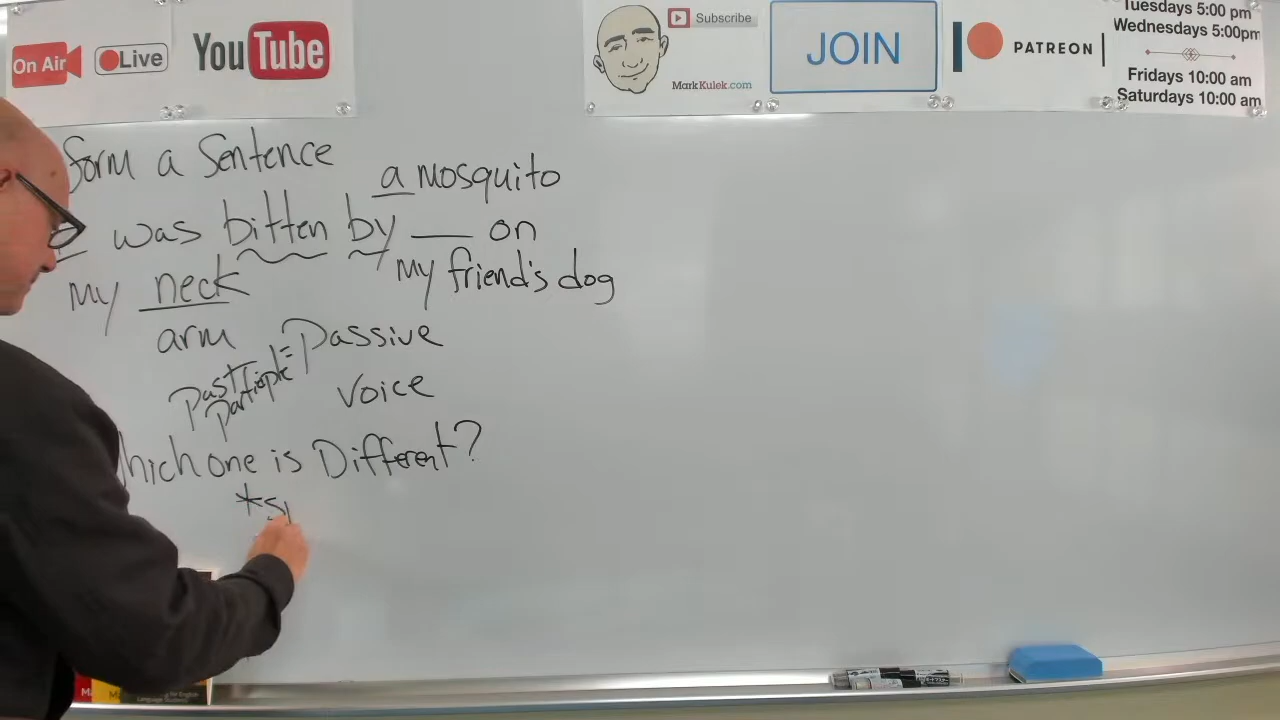 On Air
Live
YouTube
Subscribe
MarkKulek.com
JOIN
PATREON
Tuesdays 5:00 pm
Wednesdays 5:00pm
Fridays 10:00 am
Saturdays 10:00 am
form a Sentence
a mosquito
was bitten by ___ on
my neck
my friend's dog
arm
Past participle = Passive
Voice
one is Different?
*